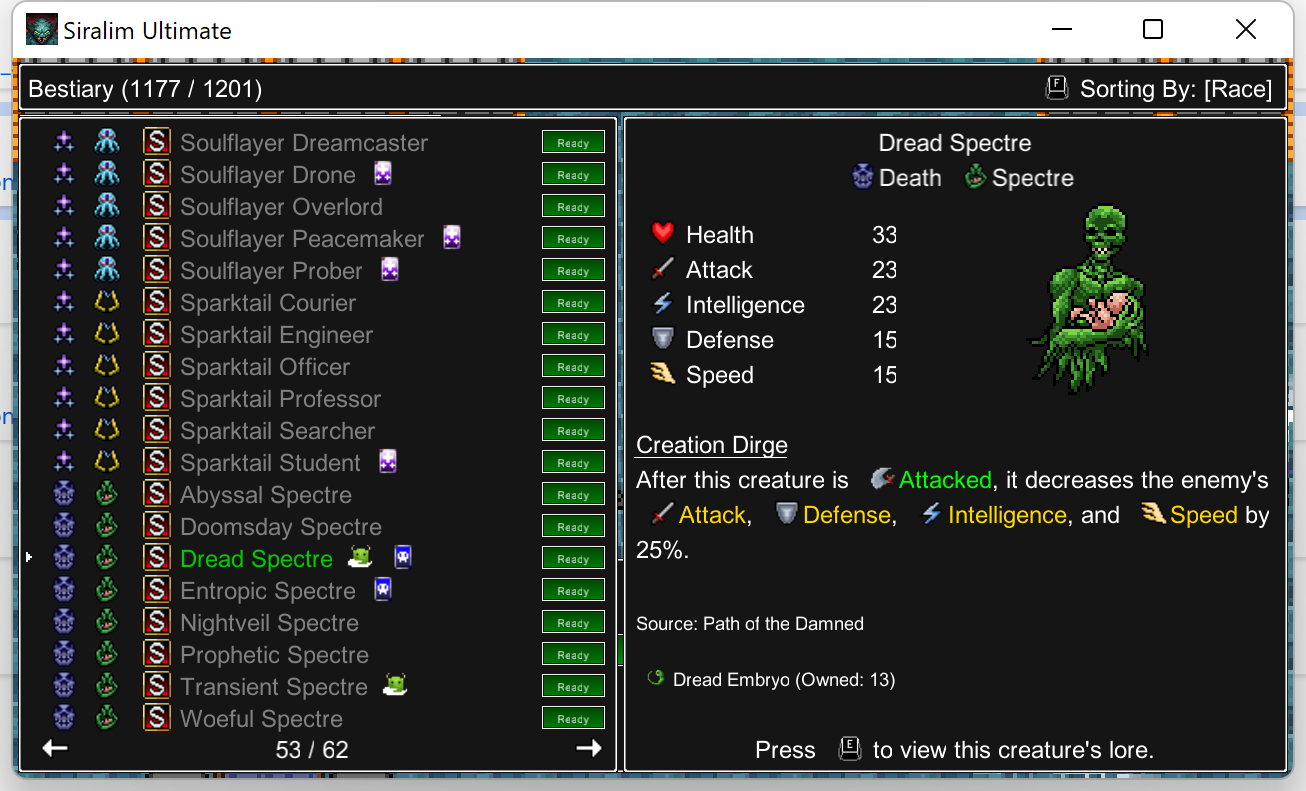 Siralim Ultimate
Bestiary (1177 / 1201)
F Sorting By: [Race]
S Soulflayer Dreamcaster Ready
S Soulflayer Drone Ready
S Soulflayer Overlord Ready
S Soulflayer Peacemaker Ready
S Soulflayer Prober Ready
S Sparktail Courier Ready
S Sparktail Engineer Ready
S Sparktail Officer Ready
S Sparktail Professor Ready
S Sparktail Searcher Ready
S Sparktail Student Ready
S Abyssal Spectre Ready
S Doomsday Spectre Ready
S Dread Spectre Ready
S Entropic Spectre Ready
S Nightveil Spectre Ready
S Prophetic Spectre Ready
S Transient Spectre Ready
S Woeful Spectre Ready
53 / 62
Dread Spectre
Death Spectre
Health 33
Attack 23
Intelligence 23
Defense 15
Speed 15
Creation Dirge
After this creature is Attacked, it decreases the enemy's
Attack, Defense, Intelligence, and Speed by
25%.
Source: Path of the Damned
Dread Embryo (Owned: 13)
Press E to view this creature's lore.